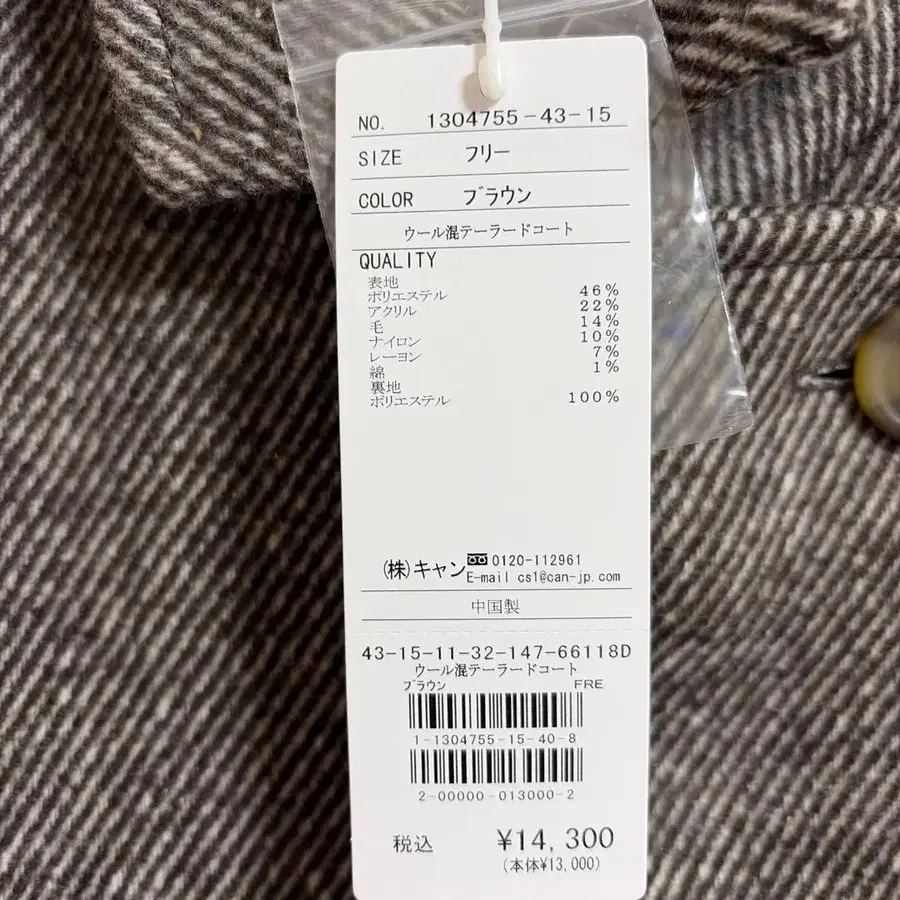 NO. 1304755-43-15
SIZE フリー
COLOR ブラウン
ウール混テーラードコート
QUALITY
表地
ポリエステル 46%
アクリル 22%
毛 14%
ナイロン 10%
レーヨン 7%
綿 1%
裏地
ポリエステル 100%
(株)キャン 0120-112961
E-mail cs1@can-jp.com
中国製
43-15-11-32-147-66118D
ウール混テーラードコート
ブラウン FRE
1-1304755-15-40-8
2-00000-013000-2
税込 ¥14,300
(本体¥13,000)